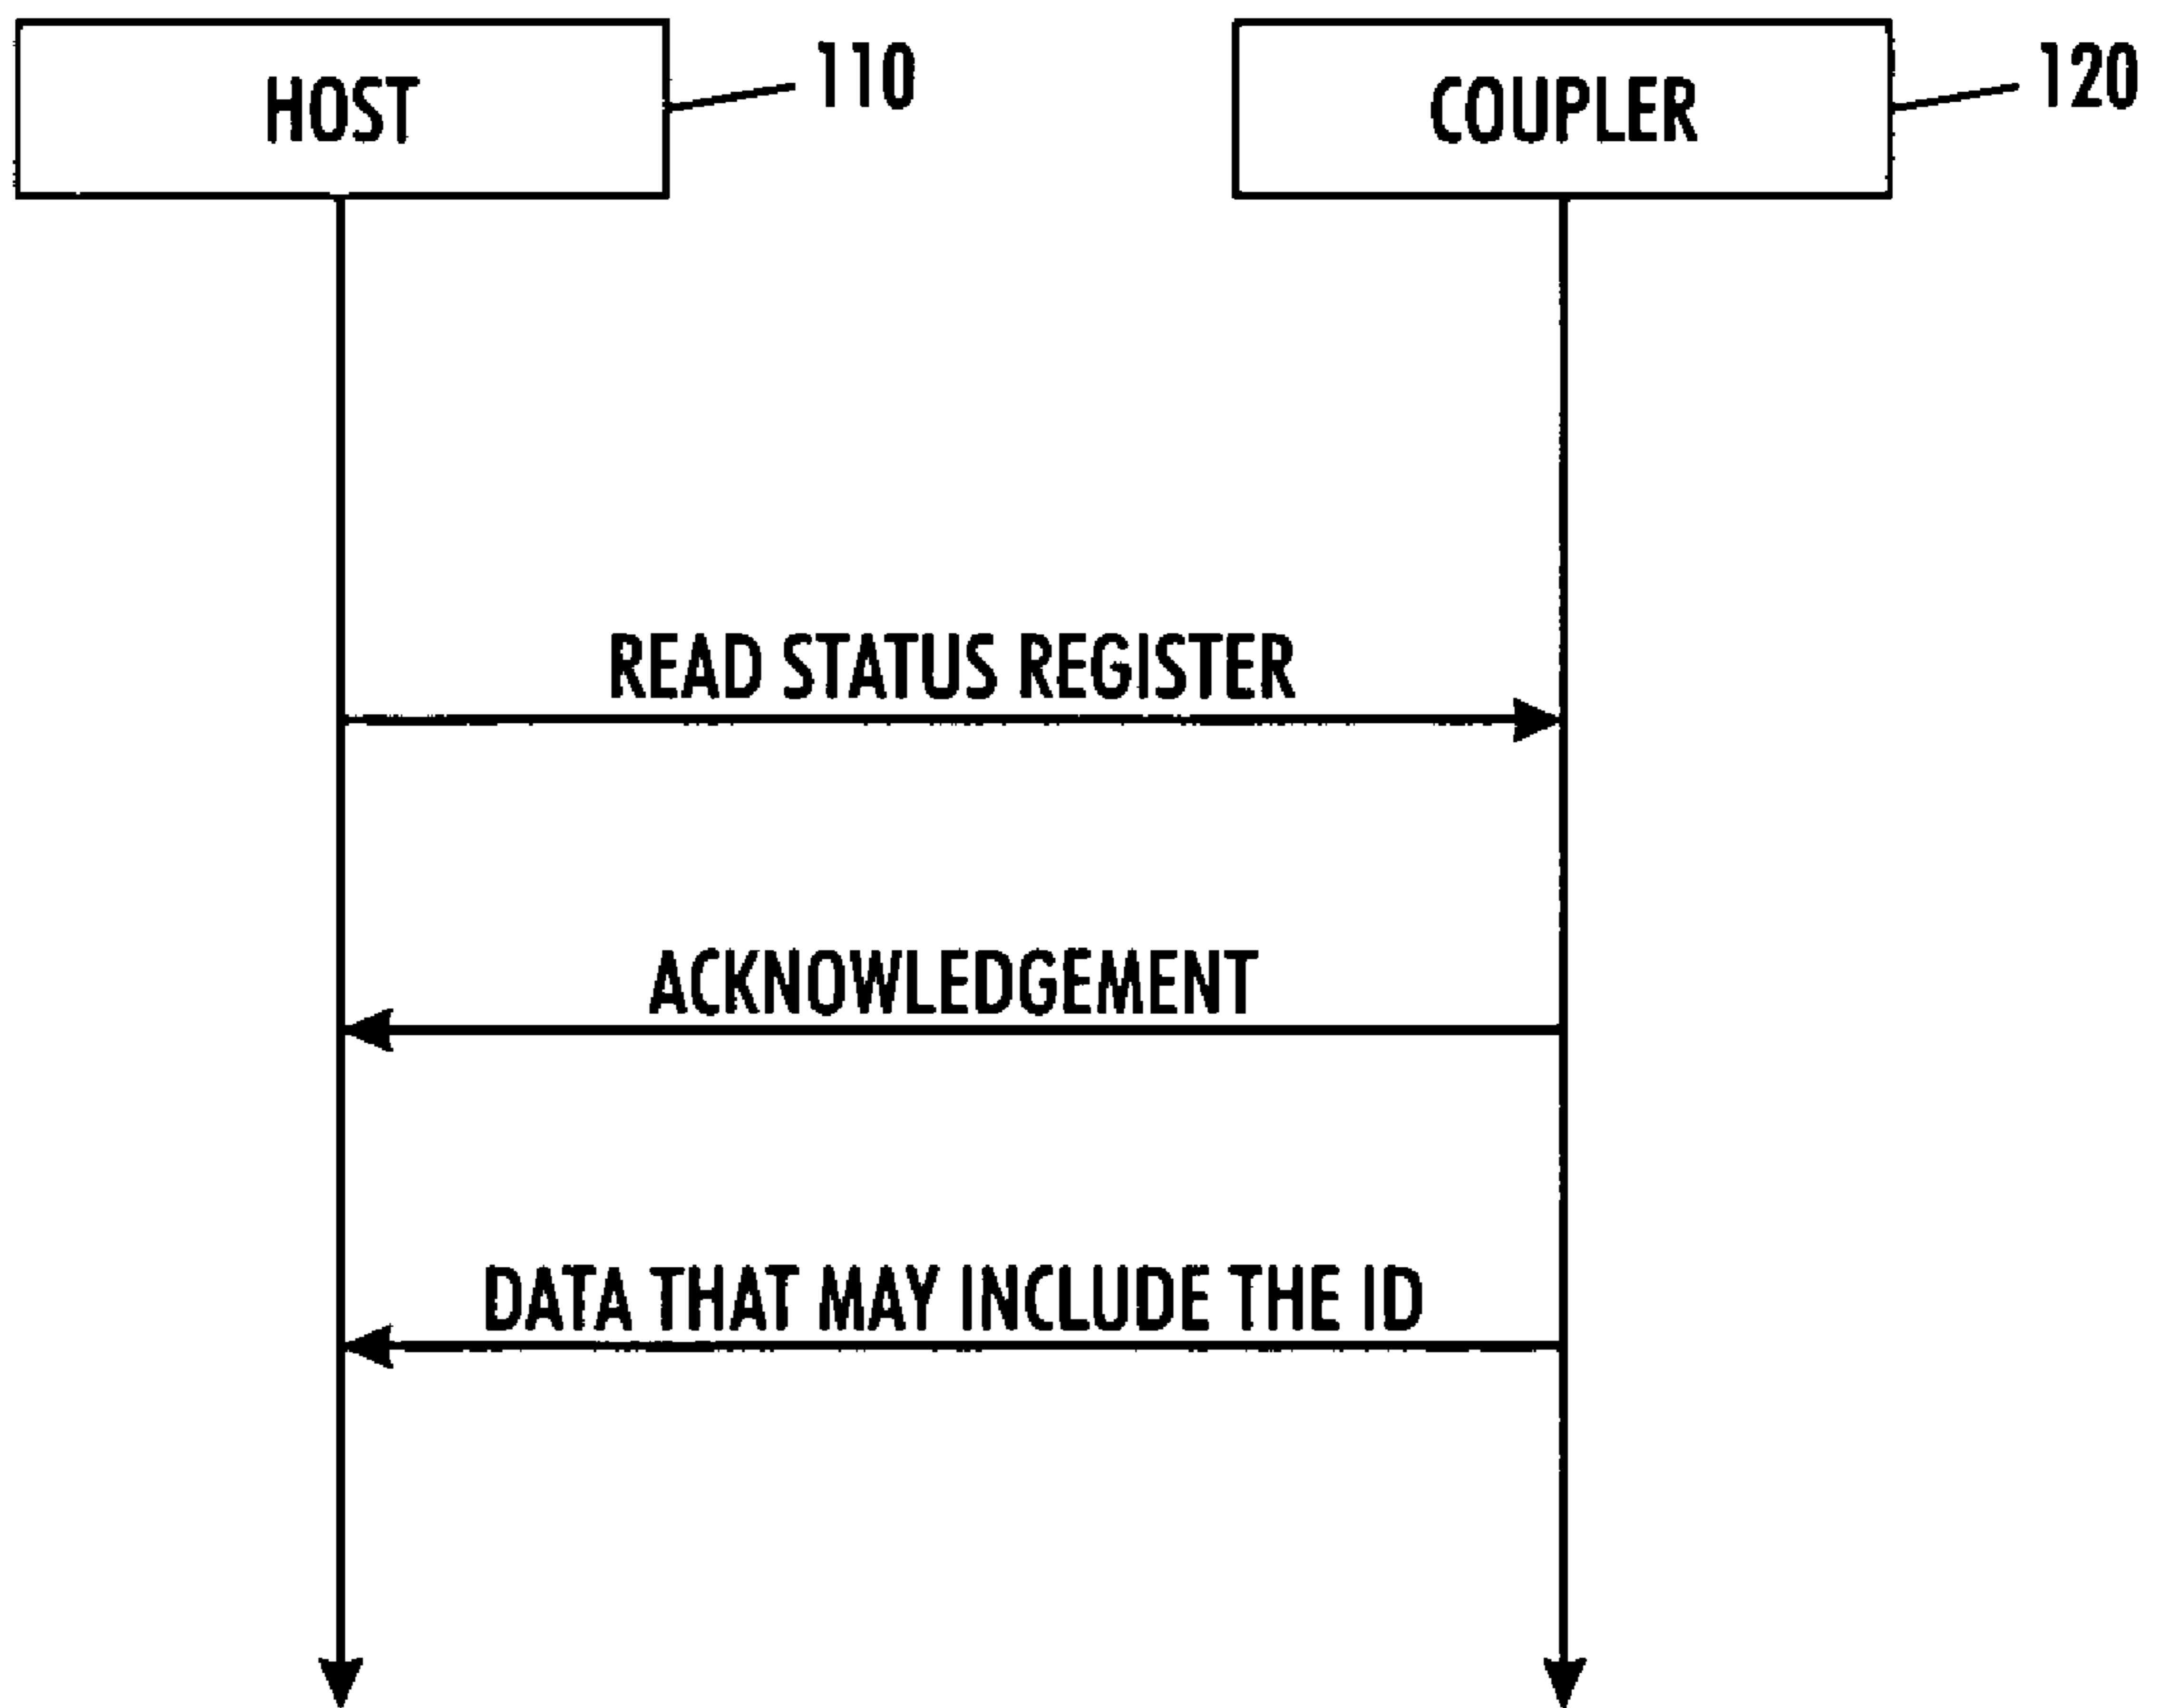 HOST
110
COUPLER
120
READ STATUS REGISTER
ACKNOWLEDGEMENT
DATA THAT MAY INCLUDE THE ID